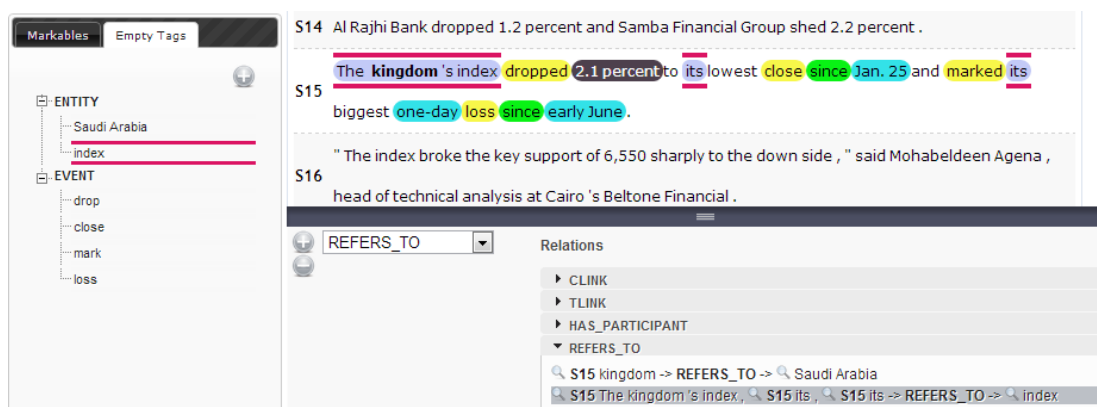 Markables Empty Tags
ENTITY
Saudi Arabia
index
EVENT
drop
close
mark
loss
S14 Al Rajhi Bank dropped 1.2 percent and Samba Financial Group shed 2.2 percent .
S15 The kingdom 's index dropped 2.1 percent to its lowest close since Jan. 25 and marked its
biggest one-day loss since early June .
S16 " The index broke the key support of 6,550 sharply to the down side , " said Mohabeldeen Agena ,
head of technical analysis at Cairo 's Beltone Financial .
REFERS_TO
Relations
CLINK
TLINK
HAS_PARTICIPANT
REFERS_TO
S15 kingdom -> REFERS_TO -> Saudi Arabia
S15 The kingdom 's index , S15 its , S15 its -> REFERS_TO -> index